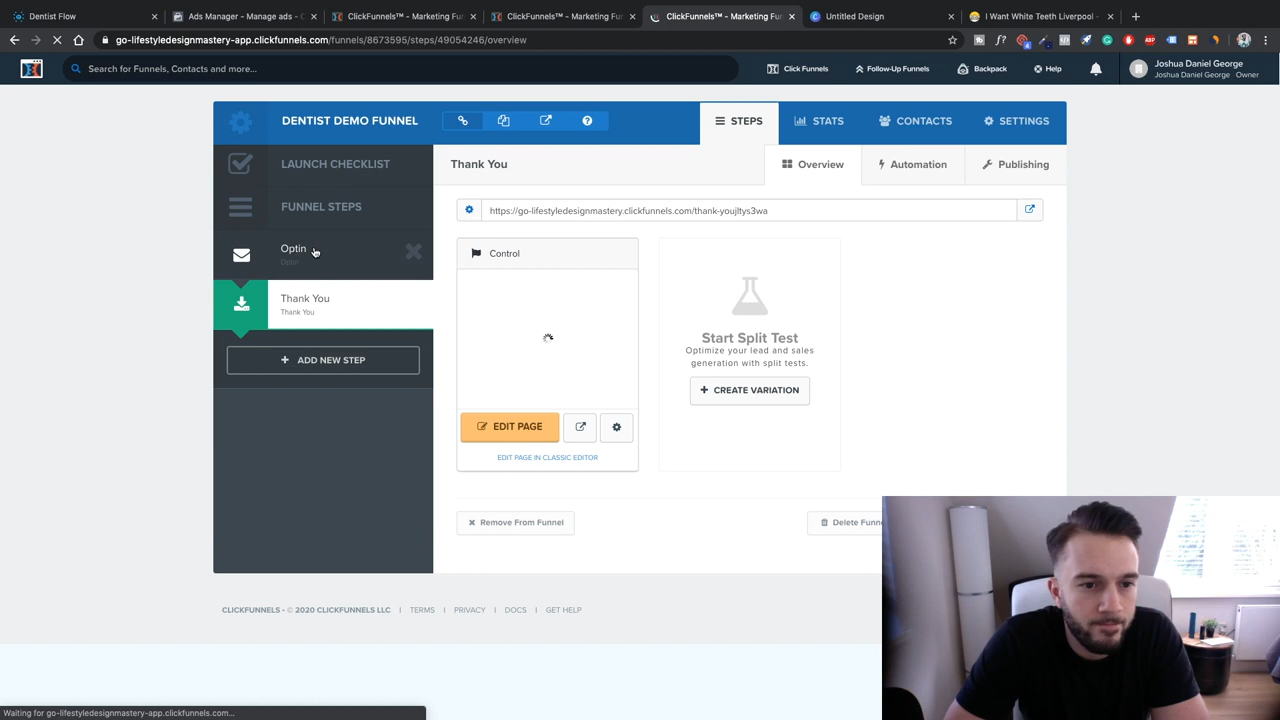 Dentist Flow
Ads Manager - Manage ads - C
ClickFunnels™ - Marketing Fun
ClickFunnels™ - Marketing Fun
ClickFunnels™ - Marketing Fun
Untitled Design
I Want White Teeth Liverpool -
go-lifestyledesignmastery-app.clickfunnels.com/funnels/8673595/steps/49054246/overview
Search for Funnels, Contacts and more...
Click Funnels
Follow-Up Funnels
Backpack
Help
Joshua Daniel George
Joshua Daniel George Owner
DENTIST DEMO FUNNEL
STEPS
STATS
CONTACTS
SETTINGS
LAUNCH CHECKLIST
Thank You
Overview
Automation
Publishing
FUNNEL STEPS
https://go-lifestyledesignmastery.clickfunnels.com/thank-youjltys3wa
Optin
Optin
Control
Thank You
Thank You
Start Split Test
Optimize your lead and sales
generation with split tests.
ADD NEW STEP
CREATE VARIATION
EDIT PAGE
EDIT PAGE IN CLASSIC EDITOR
Remove From Funnel
Delete Funn
CLICKFUNNELS - © 2020 CLICKFUNNELS LLC | TERMS | PRIVACY | DOCS | GET HELP
Waiting for go-lifestyledesignmastery-app.clickfunnels.com...